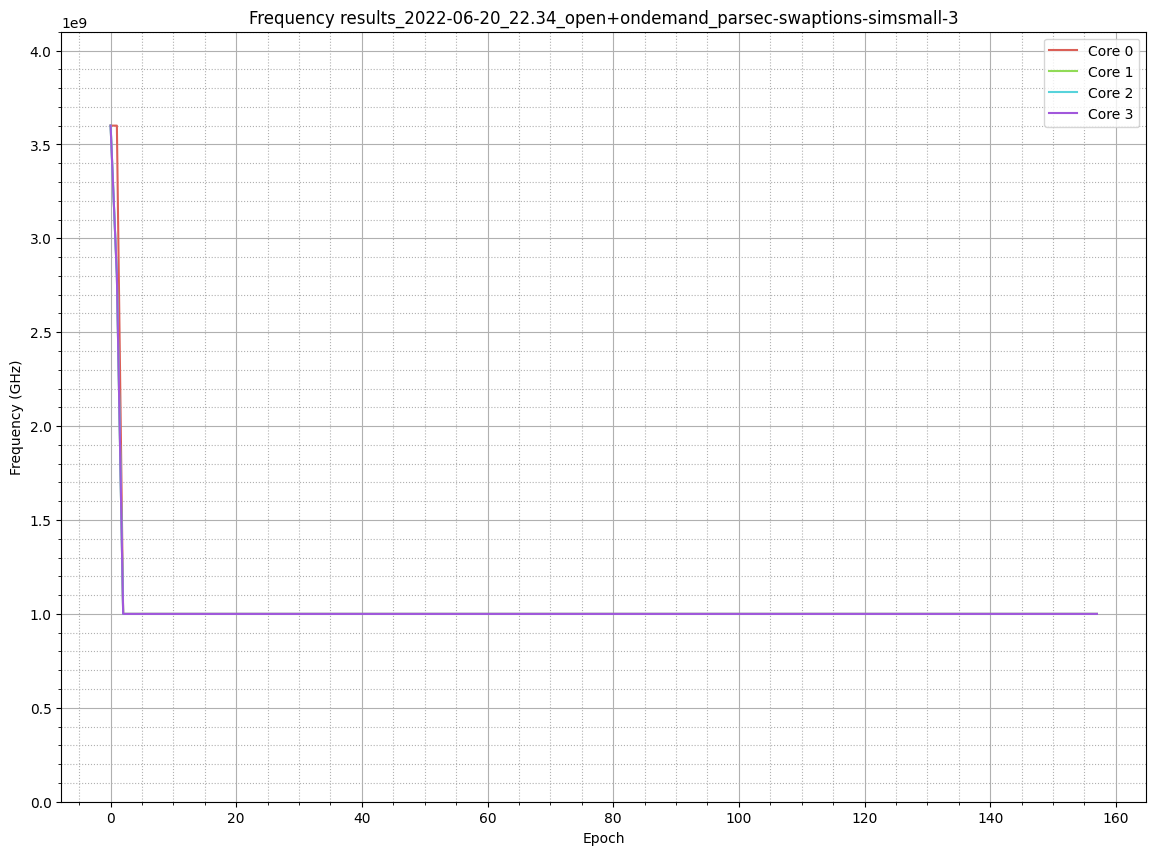 Frequency results_2022-06-20_22.34_open+ondemand_parsec-swaptions-simsmall-3
1e9
Core 0
Core 1
Core 2
Core 3
4.0
3.5
3.0
2.5
2.0
1.5
1.0
0.5
0.0
Frequency (GHz)
0 20 40 60 80 100 120 140 160
Epoch